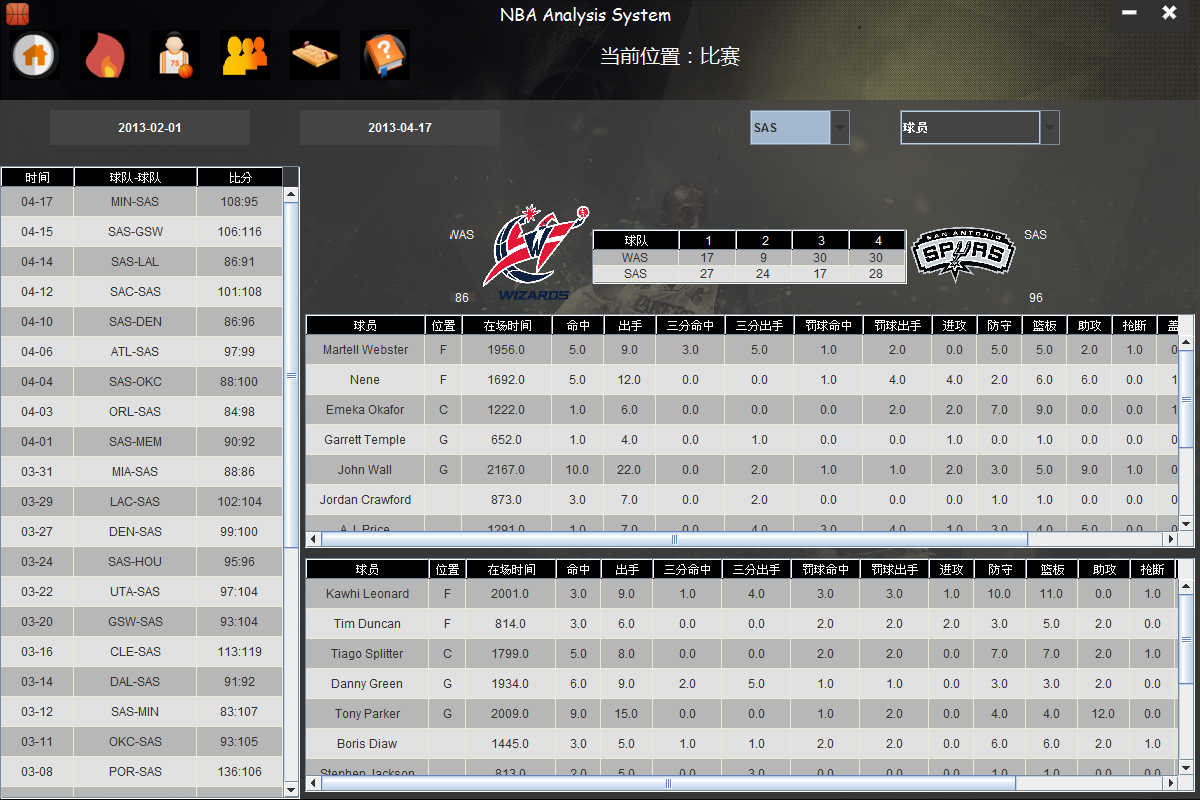 NBA Analysis System
当前位置：比赛
75
?
2013-02-01 2013-04-17 SAS 球员
时间 球队-球队 比分
04-17 MIN-SAS 108:95
04-15 SAS-GSW 106:116
04-14 SAS-LAL 86:91
04-12 SAC-SAS 101:108
04-10 SAS-DEN 86:96
04-06 ATL-SAS 97:99
04-04 SAS-OKC 88:100
04-03 ORL-SAS 84:98
04-01 SAS-MEM 90:92
03-31 MIA-SAS 88:86
03-29 LAC-SAS 102:104
03-27 DEN-SAS 99:100
03-24 SAS-HOU 95:96
03-22 UTA-SAS 97:104
03-20 GSW-SAS 93:104
03-16 CLE-SAS 113:119
03-14 DAL-SAS 91:92
03-12 SAS-MIN 83:107
03-11 OKC-SAS 93:105
03-08 POR-SAS 136:106
WAS
86
WIZARDS
球队 1 2 3 4
WAS 17 9 30 30
SAS 27 24 17 28
SAN ANTONIO
SPURS
SAS
96
球员 位置 在场时间 命中 出手 三分命中 三分出手 罚球命中 罚球出手 进攻 防守 篮板 助攻 抢断 盖
Martell Webster F 1956.0 5.0 9.0 3.0 5.0 1.0 2.0 0.0 5.0 5.0 2.0 1.0 0
Nene F 1692.0 5.0 12.0 0.0 0.0 1.0 4.0 4.0 2.0 6.0 6.0 0.0 1
Emeka Okafor C 1222.0 1.0 6.0 0.0 0.0 0.0 2.0 2.0 7.0 9.0 0.0 0.0 1
Garrett Temple G 652.0 1.0 4.0 0.0 1.0 0.0 0.0 1.0 0.0 1.0 0.0 0.0 0
John Wall G 2167.0 10.0 22.0 0.0 2.0 1.0 1.0 2.0 3.0 5.0 9.0 1.0 0
Jordan Crawford 873.0 3.0 7.0 0.0 2.0 0.0 0.0 0.0 1.0 1.0 0.0 0.0 0
A.J. Price 1291.0 1.0 7.0 0.0 4.0 3.0 4.0 1.0 3.0 4.0 5.0 0.0 0
球员 位置 在场时间 命中 出手 三分命中 三分出手 罚球命中 罚球出手 进攻 防守 篮板 助攻 抢断
Kawhi Leonard F 2001.0 3.0 9.0 1.0 4.0 3.0 3.0 1.0 10.0 11.0 0.0 1.0
Tim Duncan F 814.0 3.0 6.0 0.0 0.0 2.0 2.0 2.0 3.0 5.0 2.0 0.0
Tiago Splitter C 1799.0 5.0 8.0 0.0 0.0 2.0 2.0 0.0 7.0 7.0 2.0 1.0
Danny Green G 1934.0 6.0 9.0 2.0 5.0 1.0 1.0 0.0 3.0 3.0 2.0 0.0
Tony Parker G 2009.0 9.0 15.0 0.0 0.0 1.0 2.0 0.0 4.0 4.0 12.0 0.0
Boris Diaw 1445.0 3.0 5.0 1.0 1.0 2.0 2.0 0.0 6.0 6.0 2.0 1.0
Stephen Jackson 813.0 2.0 5.0 0.0 3.0 0.0 0.0 0.0 1.0 1.0 2.0 0.0